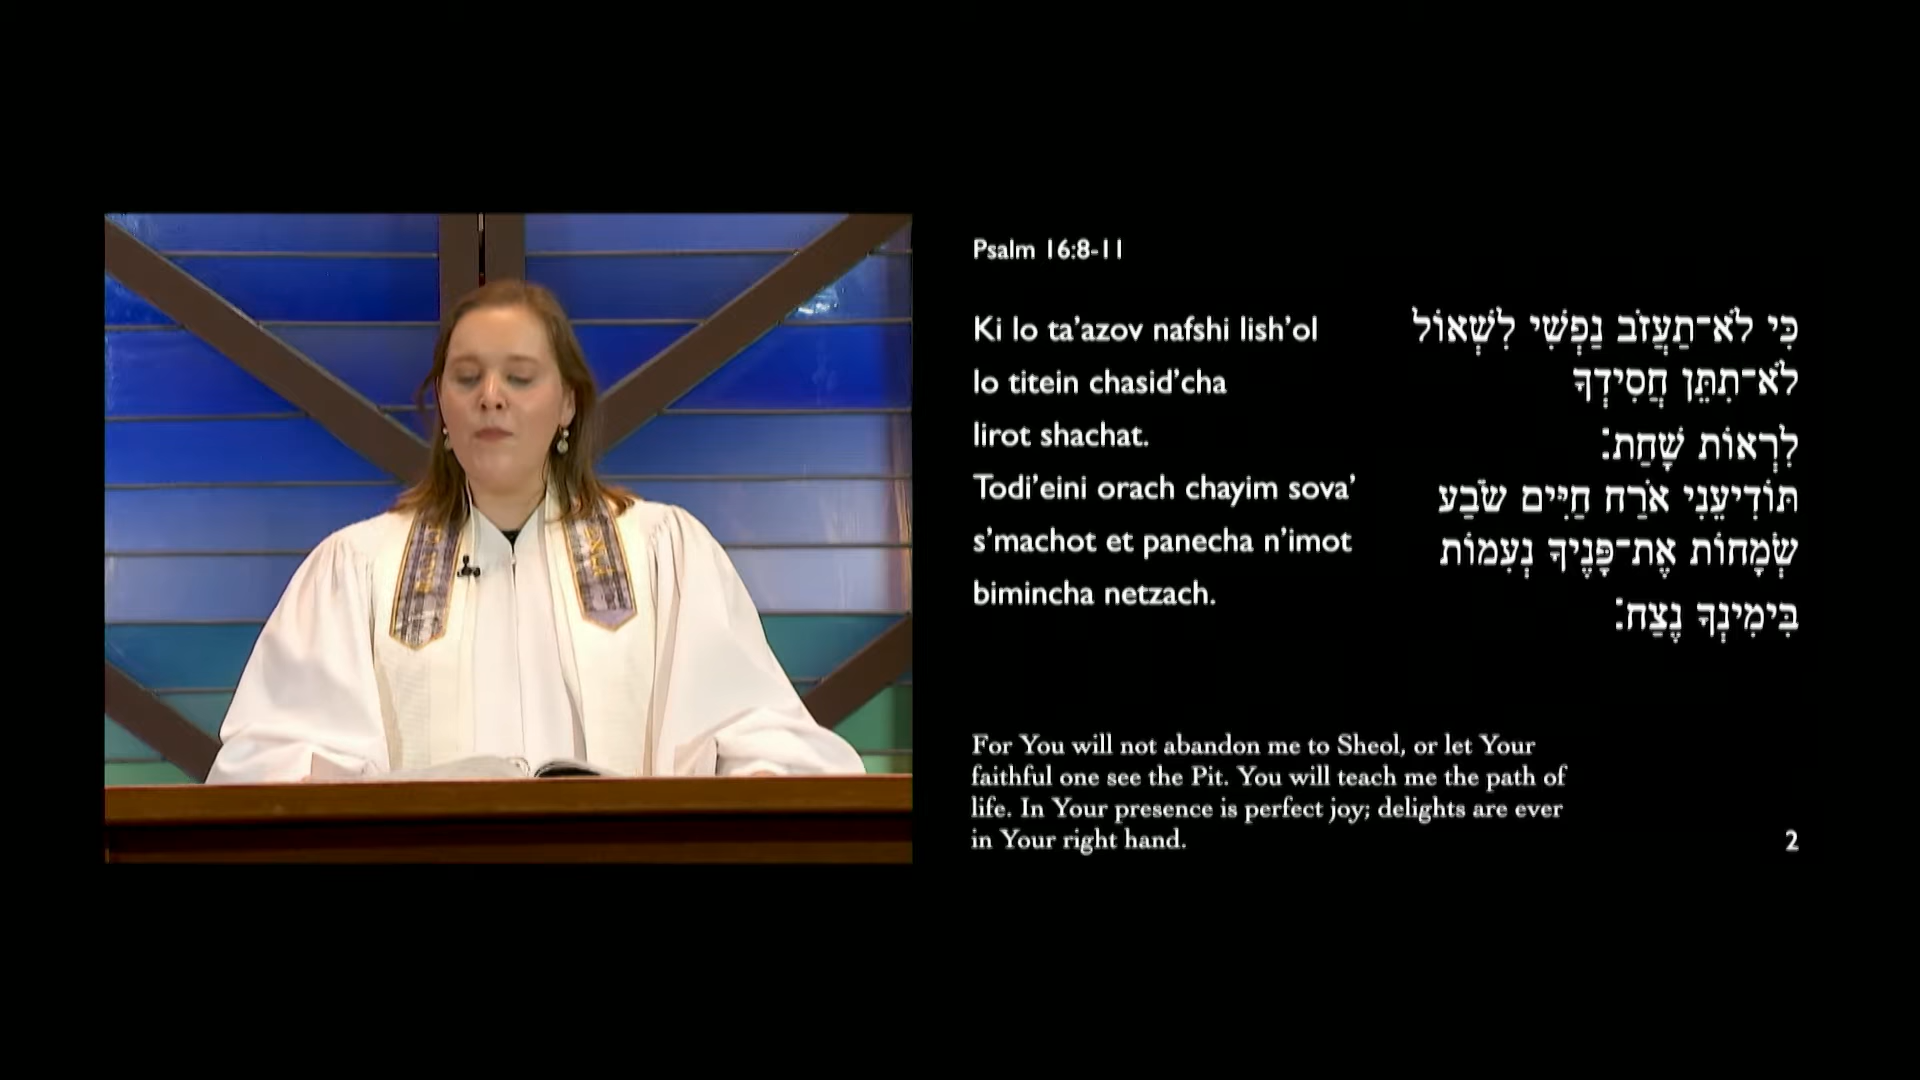 Psalm 16:8-11
Ki lo ta’azov nafshi lish’ol
lo titein chasid’cha
lirot shachat.
Todi’eini orach chayim sova’
s’machot et panecha n’imot
bimincha netzach.
כִּי לֹא־תַעֲזֹב נַפְשִׁי לִשְׁאוֹל
לֹא־תִתֵּן חֲסִידְךָ
לִרְאוֹת שָׁחַת׃
תּוֹדִיעֵנִי אֹרַח חַיִּים שֹׂבַע
שְׂמָחוֹת אֶת־פָּנֶיךָ נְעִמוֹת
בִּימִינְךָ נֶצַח׃
For You will not abandon me to Sheol, or let Your
faithful one see the Pit. You will teach me the path of
life. In Your presence is perfect joy; delights are ever
in Your right hand.
2